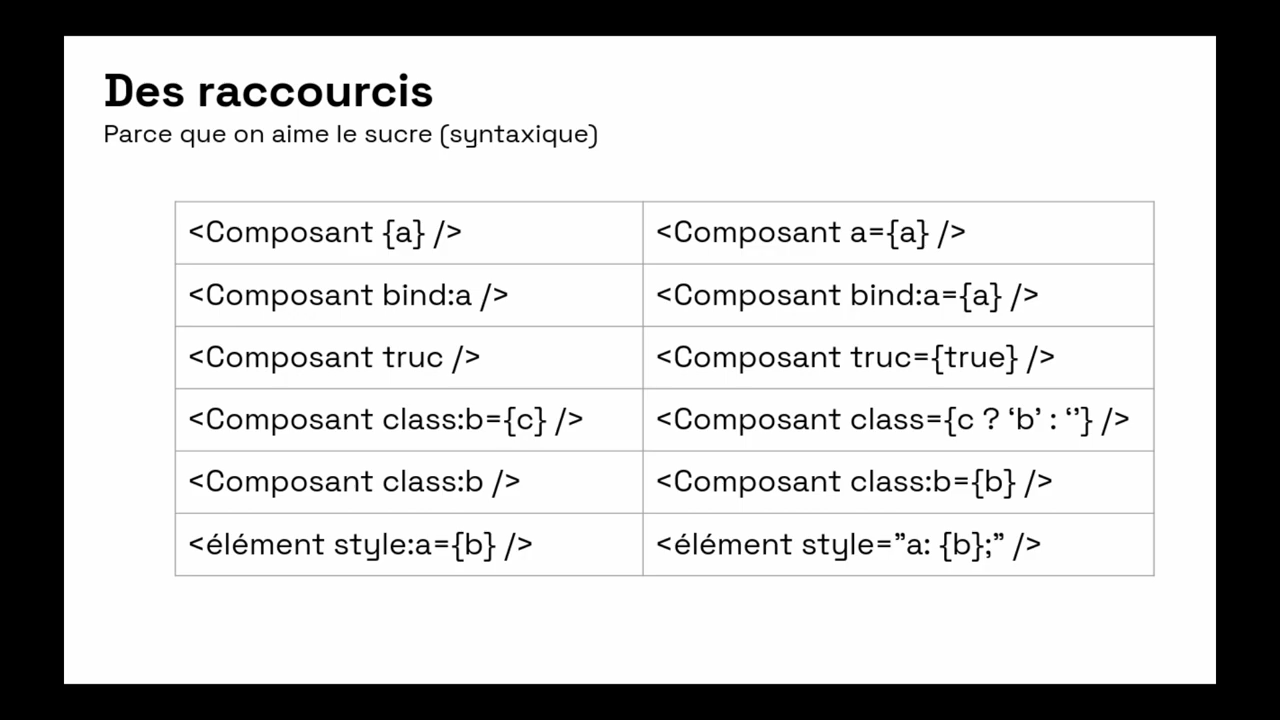 Des raccourcis
Parce que on aime le sucre (syntaxique)
<Composant {a} /> <Composant a={a} />
<Composant bind:a /> <Composant bind:a={a} />
<Composant truc /> <Composant truc={true} />
<Composant class:b={c} /> <Composant class={c ? ‘b’ : ‘’} />
<Composant class:b /> <Composant class:b={b} />
<élément style:a={b} /> <élément style=”a: {b};” />